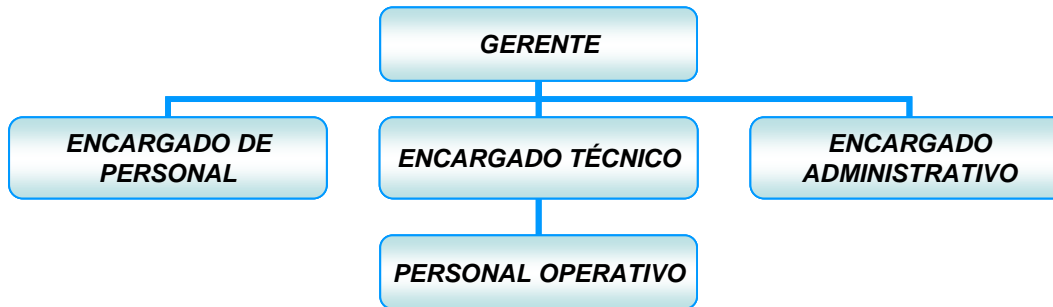 GERENTE
ENCARGADO DE
PERSONAL
ENCARGADO TÉCNICO
ENCARGADO
ADMINISTRATIVO
PERSONAL OPERATIVO